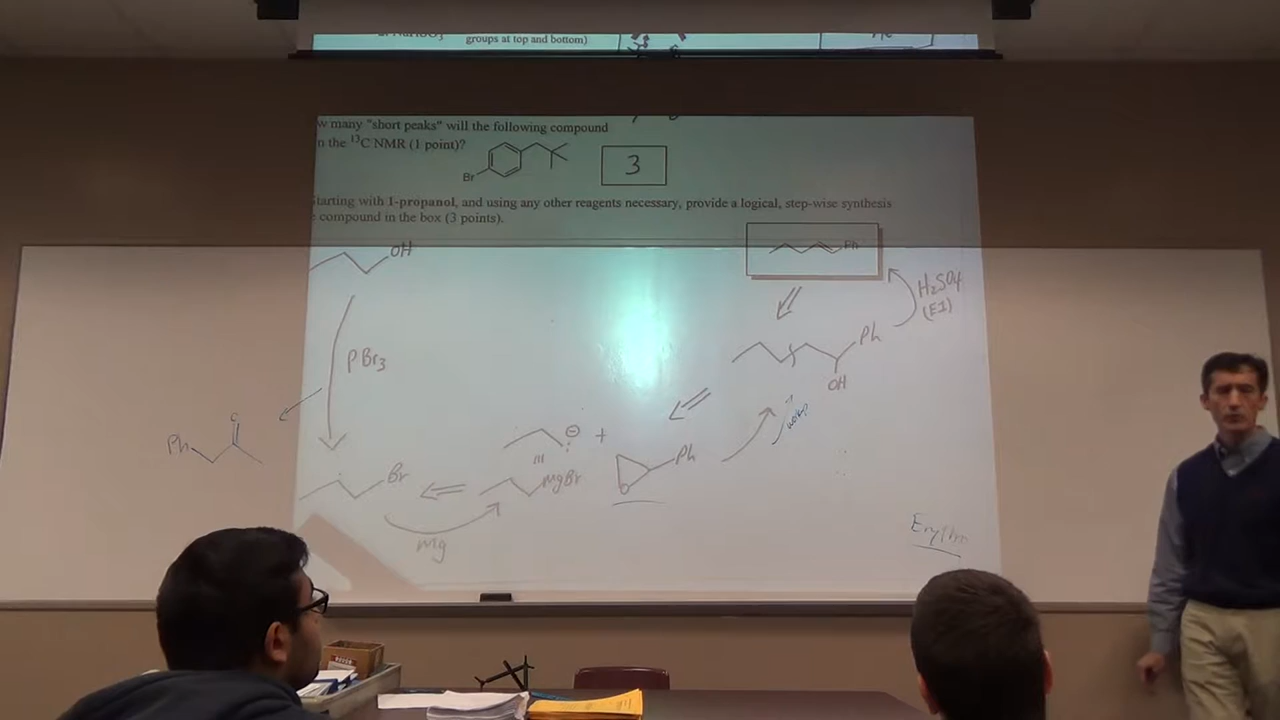 groups at top and bottom)
w many "short peaks" will the following compound
n the ¹³C NMR (1 point)?
Br
3
tarting with 1-propanol, and using any other reagents necessary, provide a logical, step-wise synthesis
compound in the box (3 points).
OH
Ph
H₂SO₄
(E1)
PBr₃
Ph
OH
Ph
O
⊖
+
Ph
O
Br
MgBr
Mg
workup
Eryth